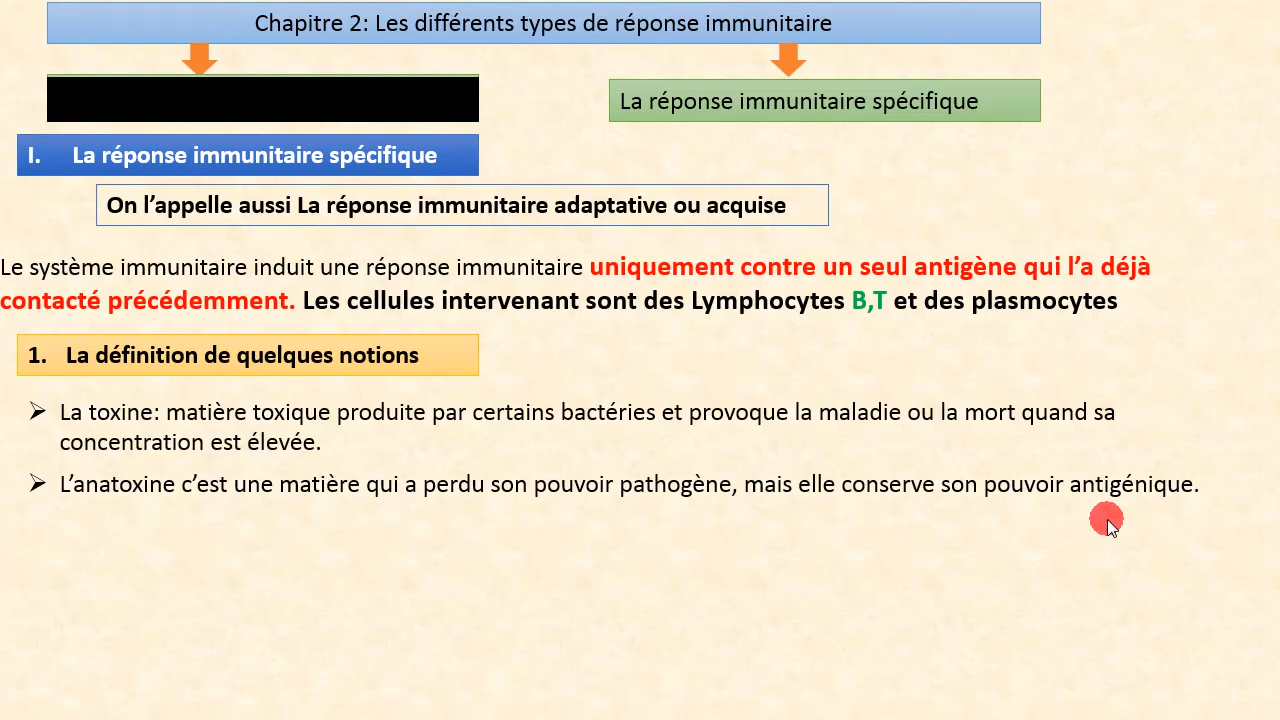 Chapitre 2: Les différents types de réponse immunitaire
La réponse immunitaire spécifique
I. La réponse immunitaire spécifique
On l’appelle aussi La réponse immunitaire adaptative ou acquise
Le système immunitaire induit une réponse immunitaire uniquement contre un seul antigène qui l’a déjà
contacté précédemment. Les cellules intervenant sont des Lymphocytes B,T et des plasmocytes
1. La définition de quelques notions
➢ La toxine: matière toxique produite par certains bactéries et provoque la maladie ou la mort quand sa
concentration est élevée.
➢ L’anatoxine c’est une matière qui a perdu son pouvoir pathogène, mais elle conserve son pouvoir antigénique.